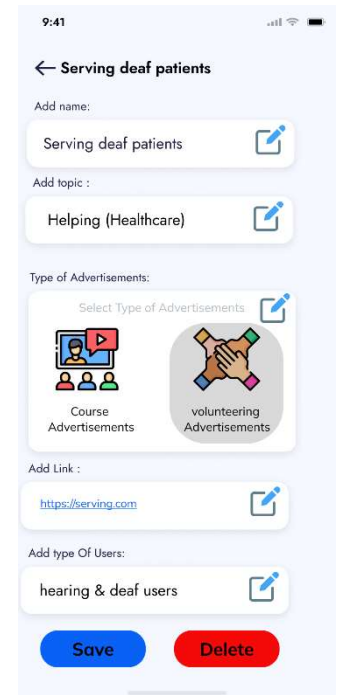 9:41
← Serving deaf patients
Add name:
Serving deaf patients
Add topic :
Helping (Healthcare)
Type of Advertisements:
Select Type of Advertisements
Course
Advertisements
volunteering
Advertisements
Add Link :
https://serving.com
Add type Of Users:
hearing & deaf users
Save
Delete